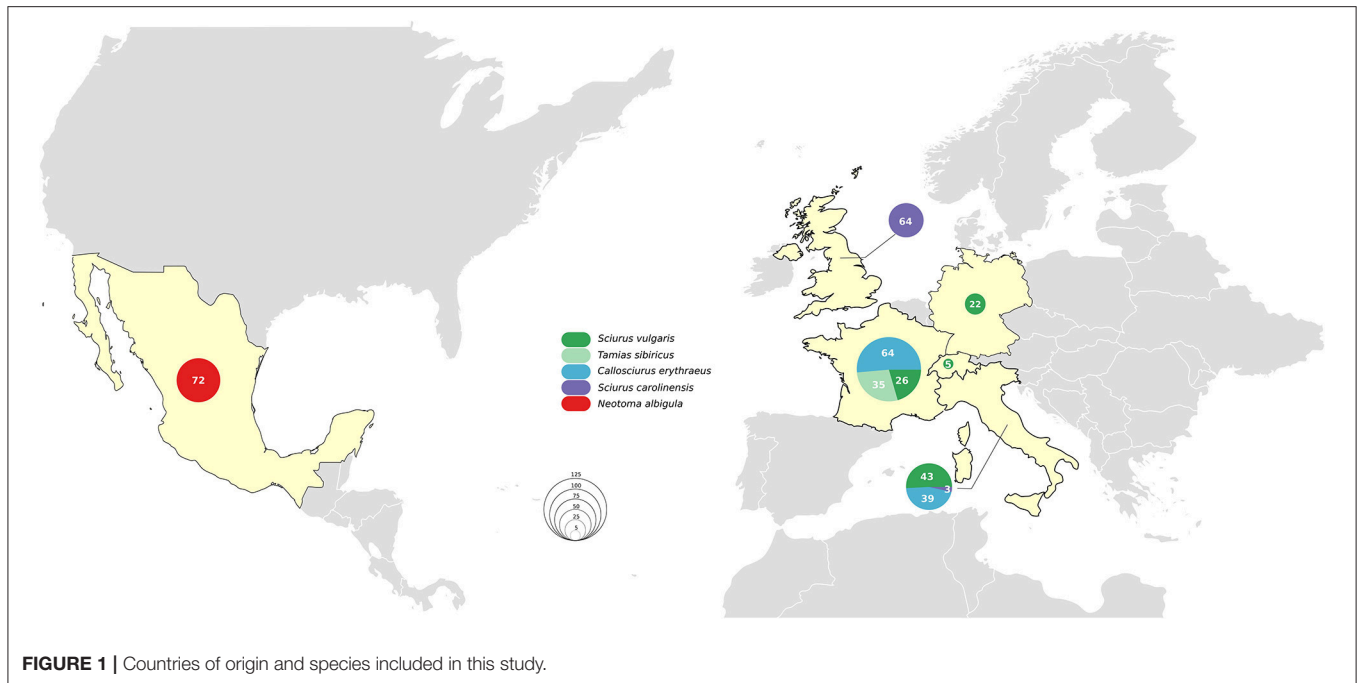 64
22
5
64
35
26
72
Sciurus vulgaris
Tamias sibiricus
Callosciurus erythraeus
Sciurus carolinensis
Neotoma albigula
43
3
39
125
100
75
50
25
5
FIGURE 1 | Countries of origin and species included in this study.